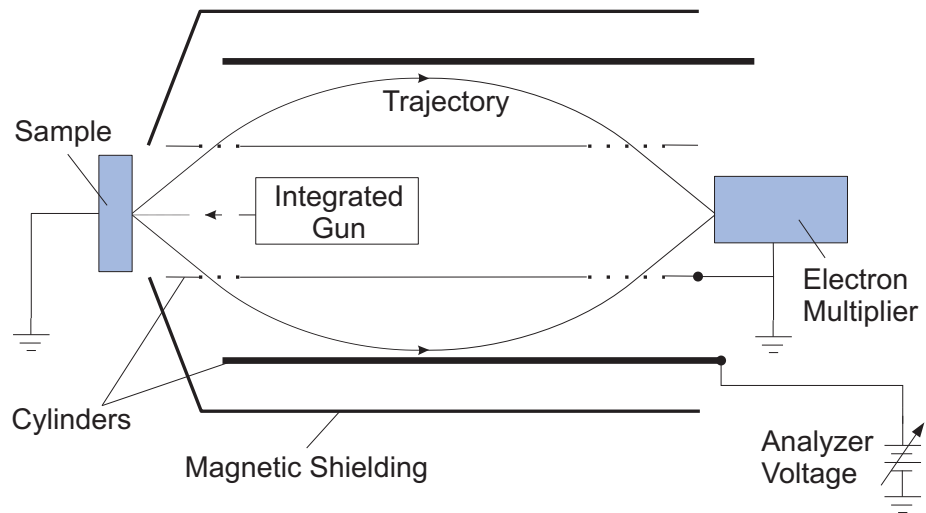 Trajectory
Sample
Integrated
Gun
Electron
Multiplier
Cylinders
Magnetic Shielding
Analyzer
Voltage